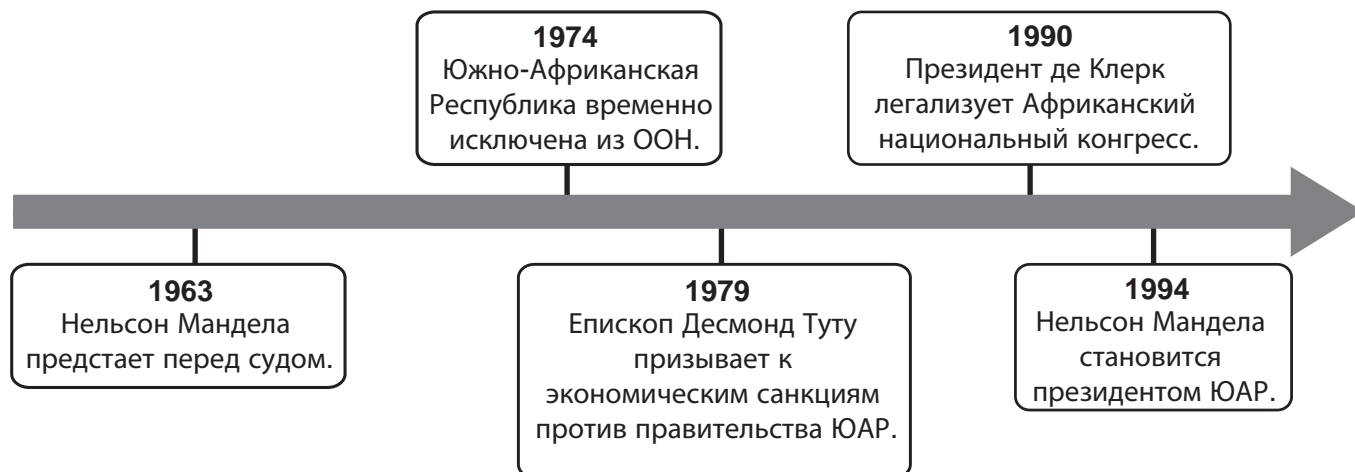 1974
Южно-Африканская
Республика временно
исключена из ООН.
1990
Президент де Клерк
легализует Африканский
национальный конгресс.
1963
Нельсон Мандела
предстает перед судом.
1979
Епископ Десмонд Туту
призывает к
экономическим санкциям
против правительства ЮАР.
1994
Нельсон Мандела
становится
президентом ЮАР.